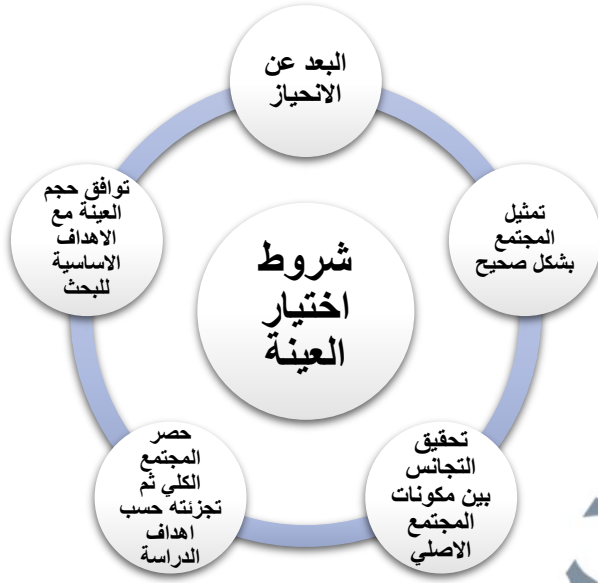 البعد عن
الانحياز
تمثيل
المجتمع
بشكل صحيح
تحقيق
التجانس
بين مكونات
المجتمع
الاصلي
حصر
المجتمع
الكلي ثم
تجزئته حسب
اهداف
الدراسة
توافق حجم
العينة مع
الاهداف
الاساسية
للبحث
شروط
اختيار
العينة